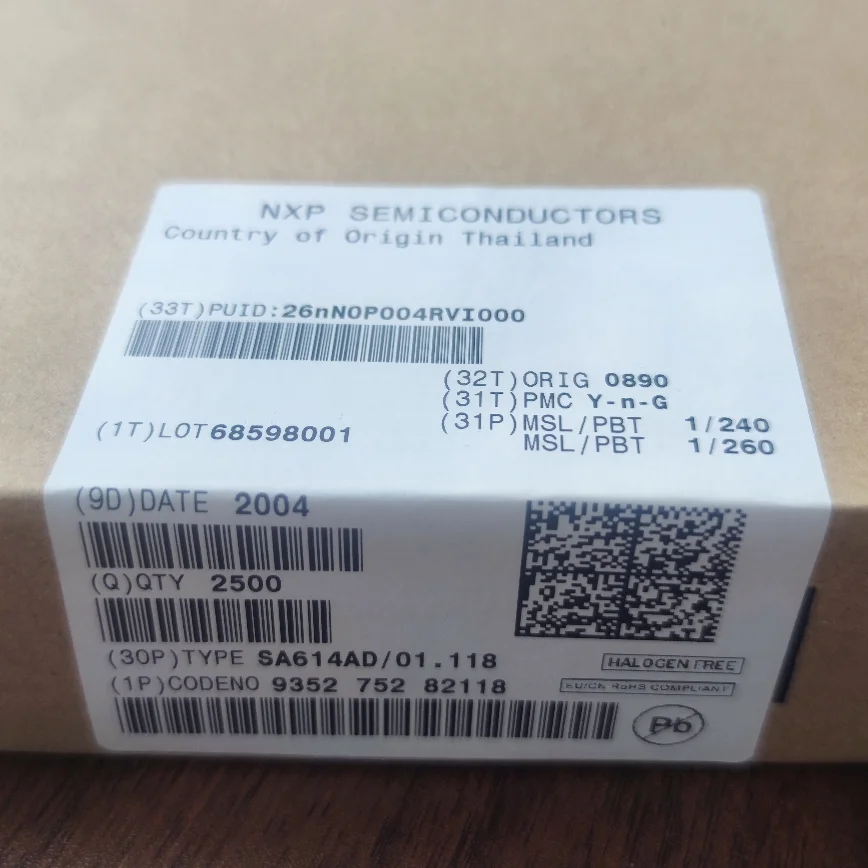 NXP SEMICONDUCTORS
Country of Origin Thailand
(33T)PUID:26nN0P004RVI000
(32T)ORIG 0890
(31T)PMC Y-n-G
(1T)LOT68598001
(31P)MSL/PBT 1/240
MSL/PBT 1/260
(9D)DATE 2004
(Q)QTY 2500
(30P)TYPE SA614AD/01.118
HALOGEN FREE
(1P)CODENO 9352 752 82118
EU/CN RoHS COMPLIANT
Pb